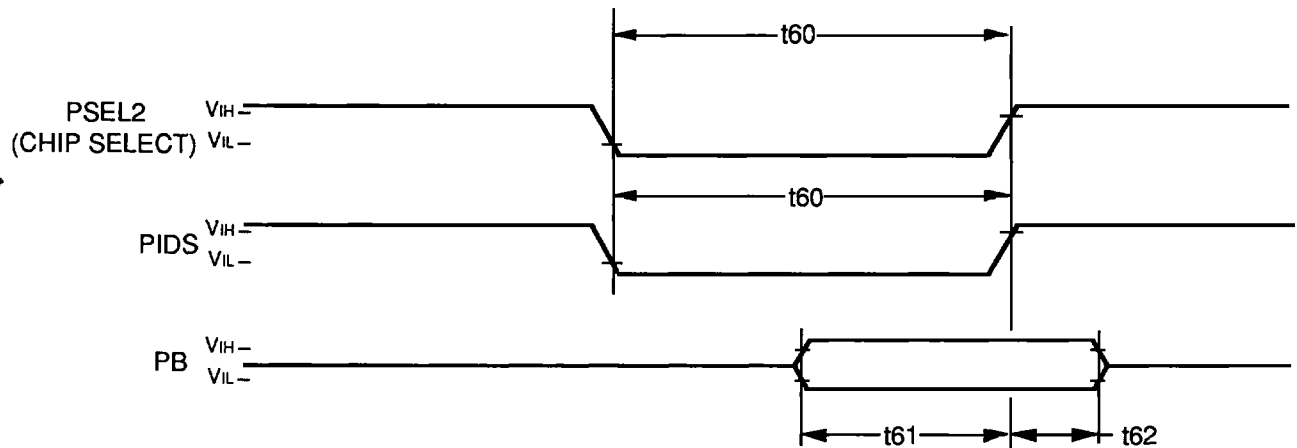 t60
PSEL2
(CHIP SELECT)
VIH
VIL
t60
PIDS
VIH
VIL
PB
VIH
VIL
t61
t62